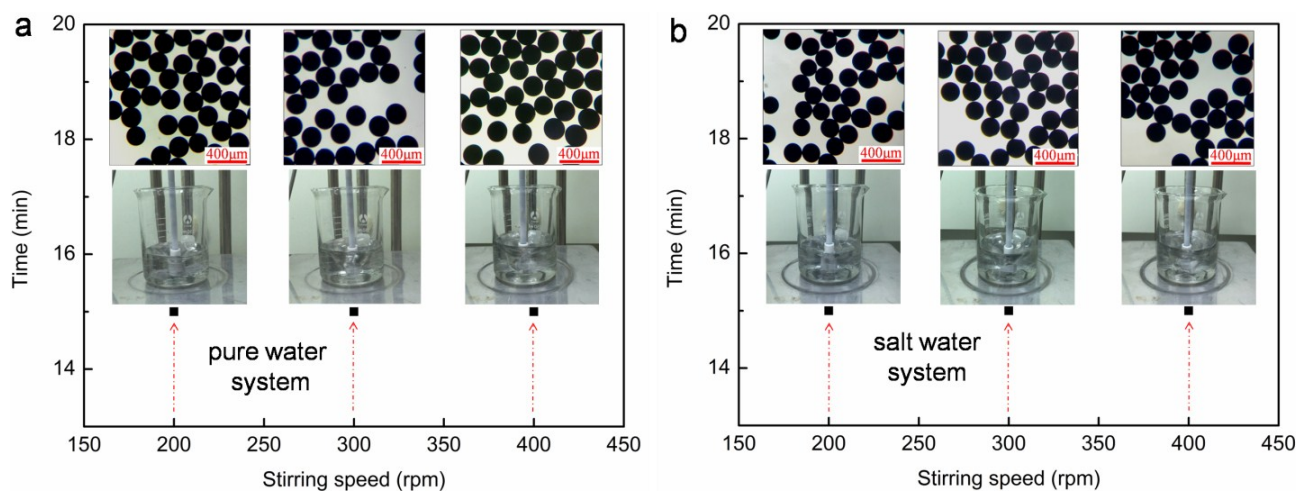 a
20
18
16
14
Time (min)
400μm
400μm
400μm
pure water
system
150
200
250
300
350
400
450
Stirring speed (rpm)
b
20
18
16
14
Time (min)
400μm
400μm
400μm
salt water
system
150
200
250
300
350
400
450
Stirring speed (rpm)